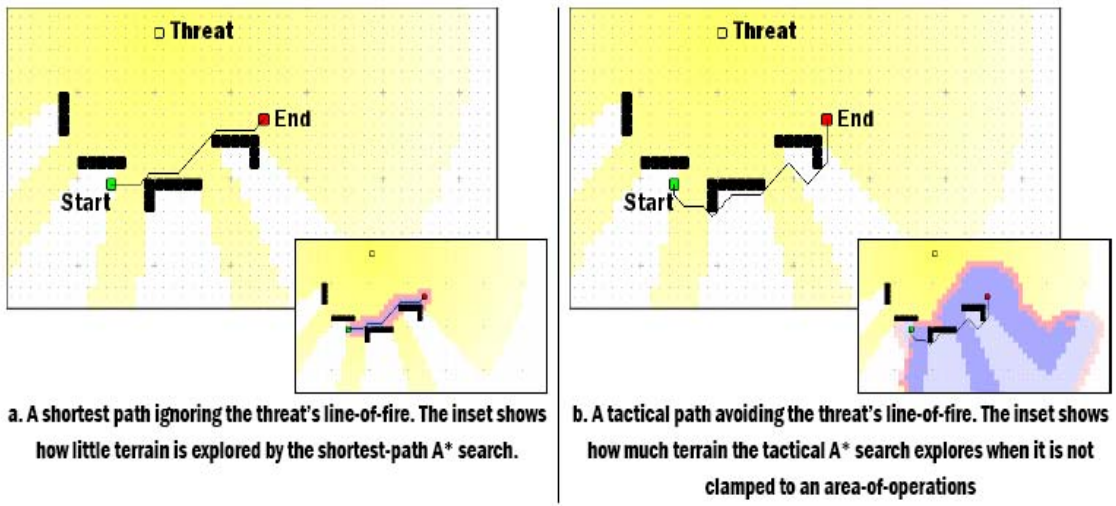 Threat
End
Start
a. A shortest path ignoring the threat's line-of-fire. The inset shows
how little terrain is explored by the shortest-path A* search.
Threat
End
Start
b. A tactical path avoiding the threat's line-of-fire. The inset shows
how much terrain the tactical A* search explores when it is not
clamped to an area-of-operations